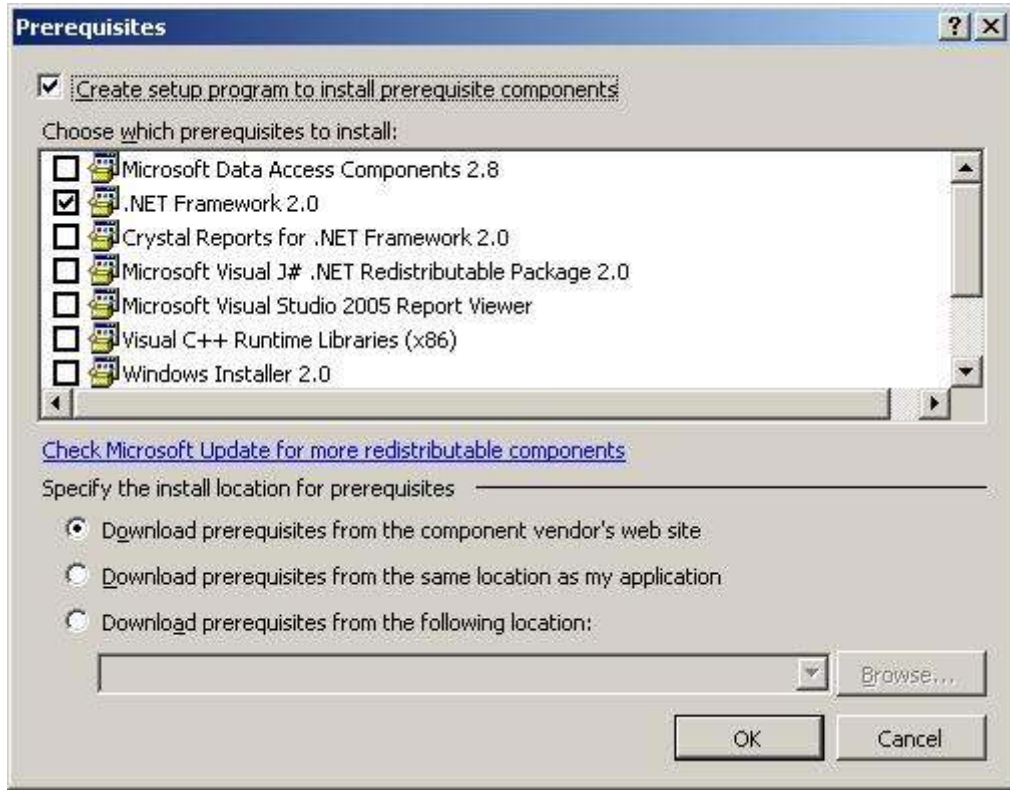 Prerequisites
Create setup program to install prerequisite components
Choose which prerequisites to install:
Microsoft Data Access Components 2.8
.NET Framework 2.0
Crystal Reports for .NET Framework 2.0
Microsoft Visual J# .NET Redistributable Package 2.0
Microsoft Visual Studio 2005 Report Viewer
Visual C++ Runtime Libraries (x86)
Windows Installer 2.0
Check Microsoft Update for more redistributable components
Specify the install location for prerequisites
Download prerequisites from the component vendor's web site
Download prerequisites from the same location as my application
Download prerequisites from the following location:
Browse...
OK Cancel